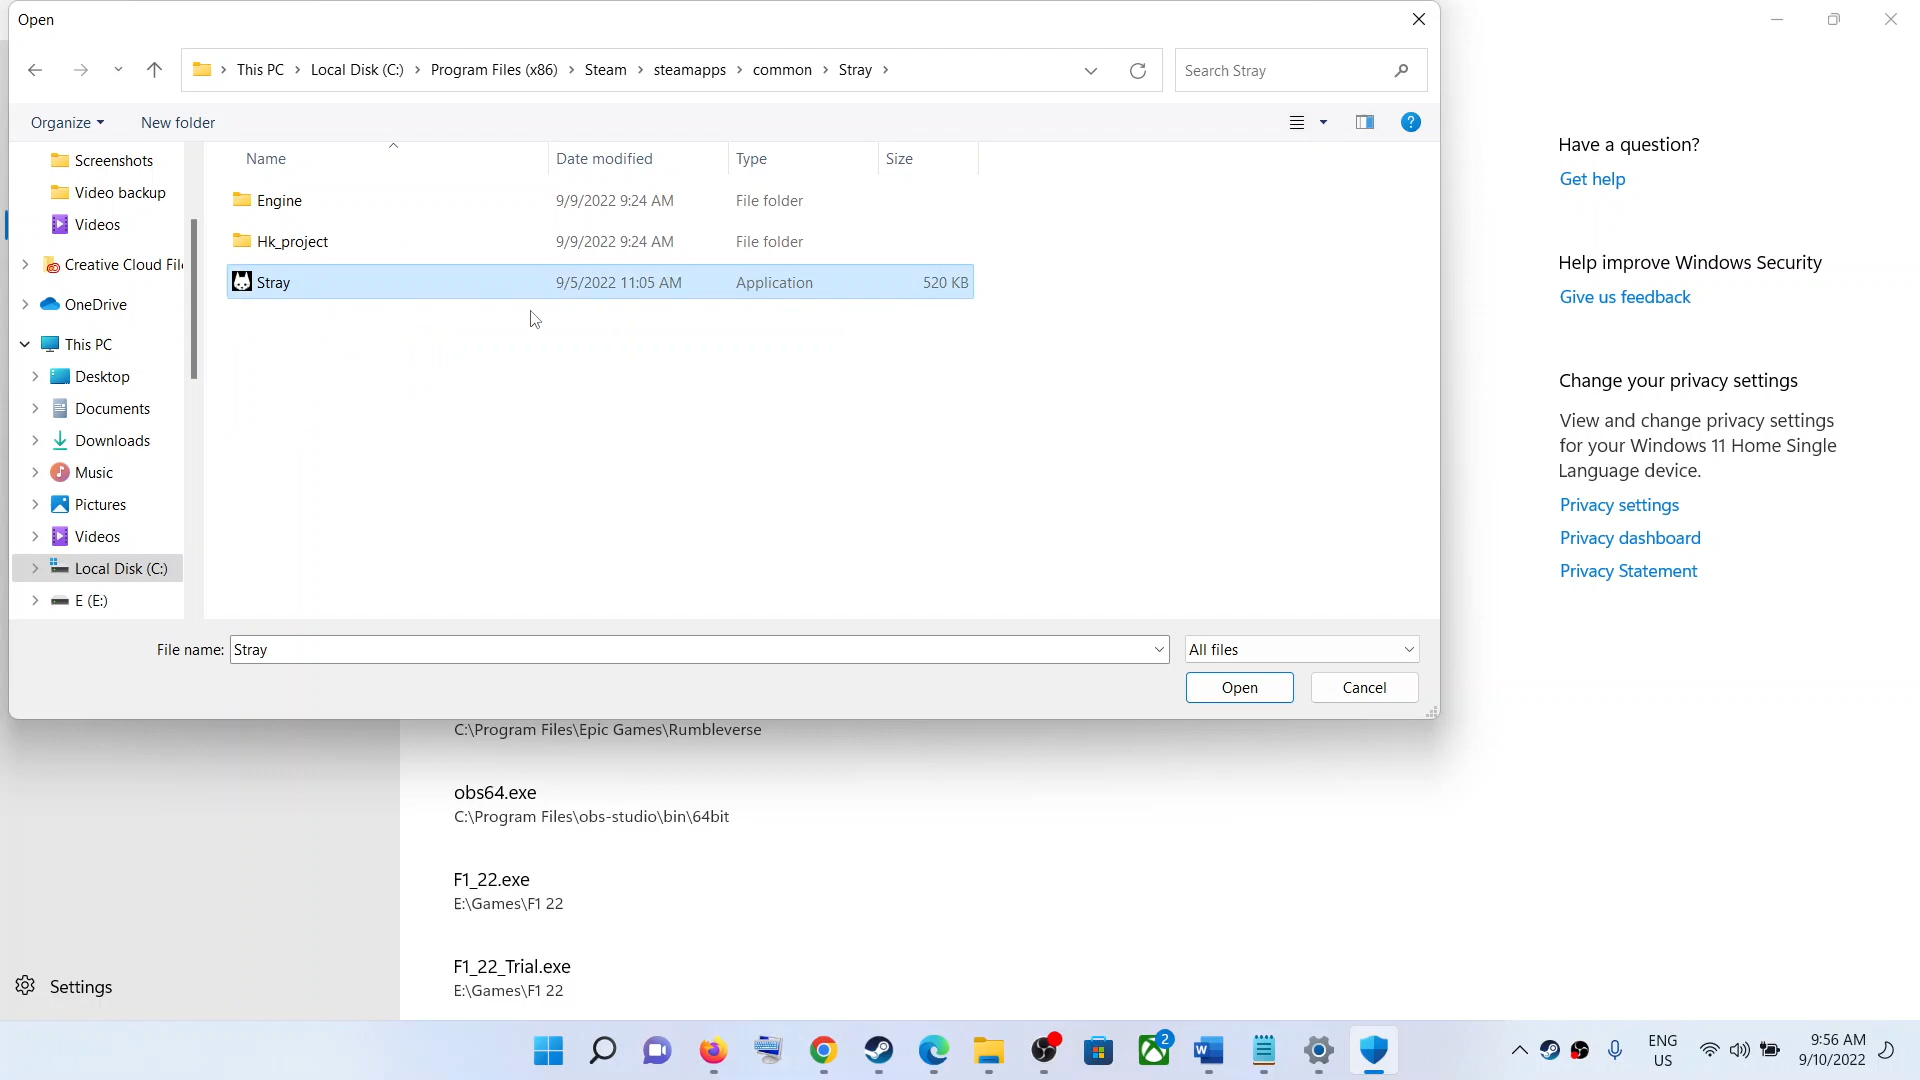 Open
This PC
Local Disk (C:)
Program Files (x86)
Steam
steamapps
common
Stray
Search Stray
Organize
New folder
Name
Date modified
Type
Size
Engine
9/9/2022 9:24 AM
File folder
Hk_project
9/9/2022 9:24 AM
File folder
Stray
9/5/2022 11:05 AM
Application
520 KB
Screenshots
Video backup
Videos
Creative Cloud Fil
OneDrive
This PC
Desktop
Documents
Downloads
Music
Pictures
Videos
Local Disk (C:)
E (E:)
File name:
Stray
All files
Open
Cancel
Have a question?
Get help
Help improve Windows Security
Give us feedback
Change your privacy settings
View and change privacy settings
for your Windows 11 Home Single
Language device.
Privacy settings
Privacy dashboard
Privacy Statement
C:\Program Files\Epic Games\Rumbleverse
obs64.exe
C:\Program Files\obs-studio\bin\64bit
F1_22.exe
E:\Games\F1 22
F1_22_Trial.exe
E:\Games\F1 22
Settings
2
ENG
US
9:56 AM
9/10/2022